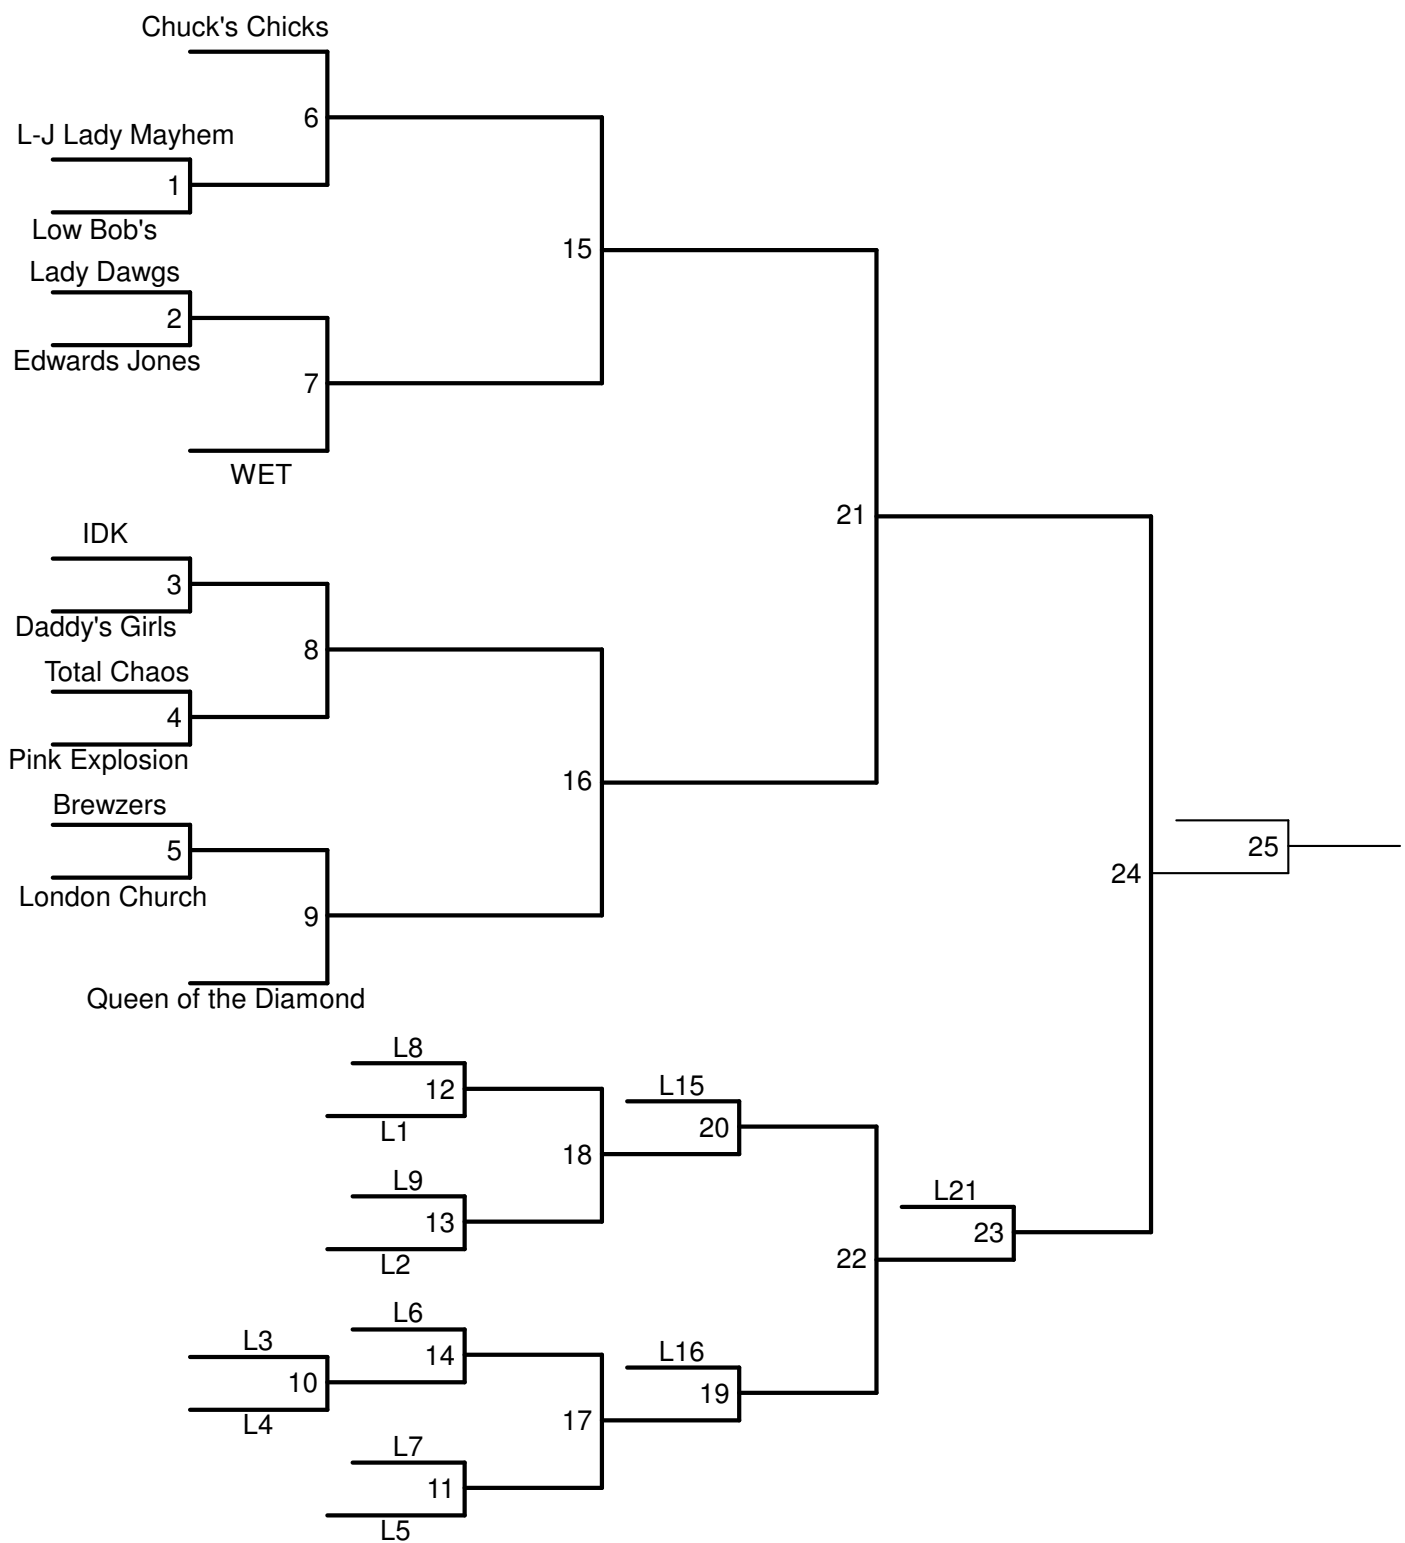 Chuck's Chicks
6
L-J Lady Mayhem
1
Low Bob's
15
Lady Dawgs
2
Edwards Jones
7
WET
21
IDK
3
Daddy's Girls
8
Total Chaos
4
Pink Explosion
16
Brewzers
5
London Church
9
Queen of the Diamond
24
25
L8
12
L1
L15
20
18
L9
13
L2
L21
23
22
L6
L3
14
10
L4
L16
19
17
L7
11
L5